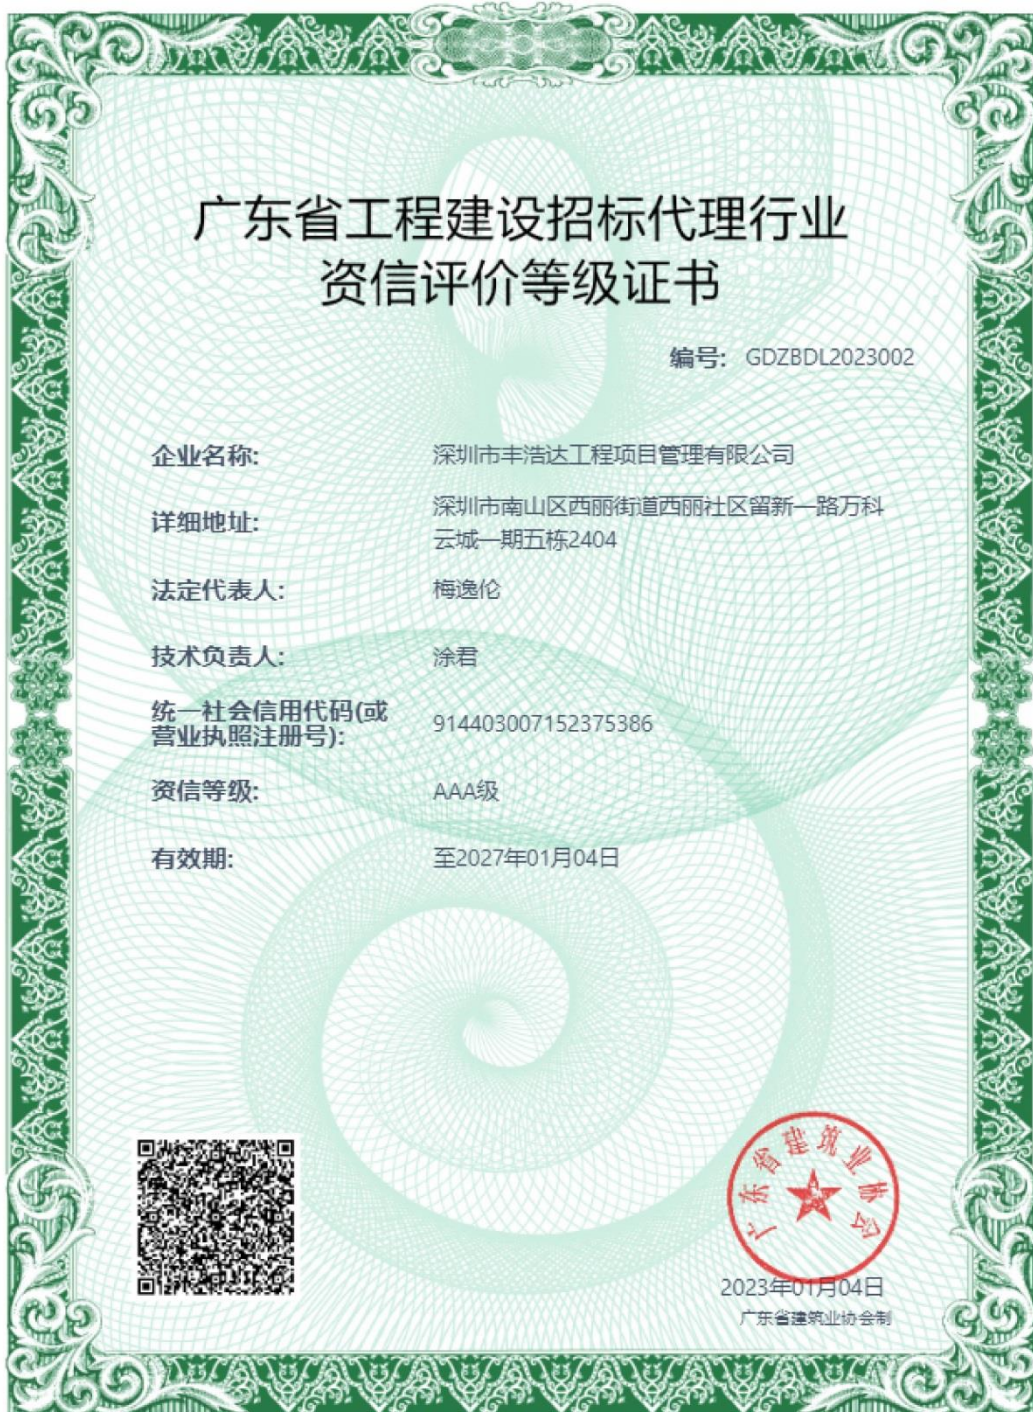 广东省工程建设招标代理行业
资信评价等级证书
编号: GDZBDL2023002
企业名称: 深圳市丰浩达工程项目管理有限公司
详细地址: 深圳市南山区西丽街道西丽社区留新一路万科
云城一期五栋2404
法定代表人: 梅逸伦
技术负责人: 涂君
统一社会信用代码(或
营业执照注册号): 914403007152375386
资信等级: AAA级
有效期: 至2027年01月04日
广东省建筑业协会
2023年01月04日
广东省建筑业协会制